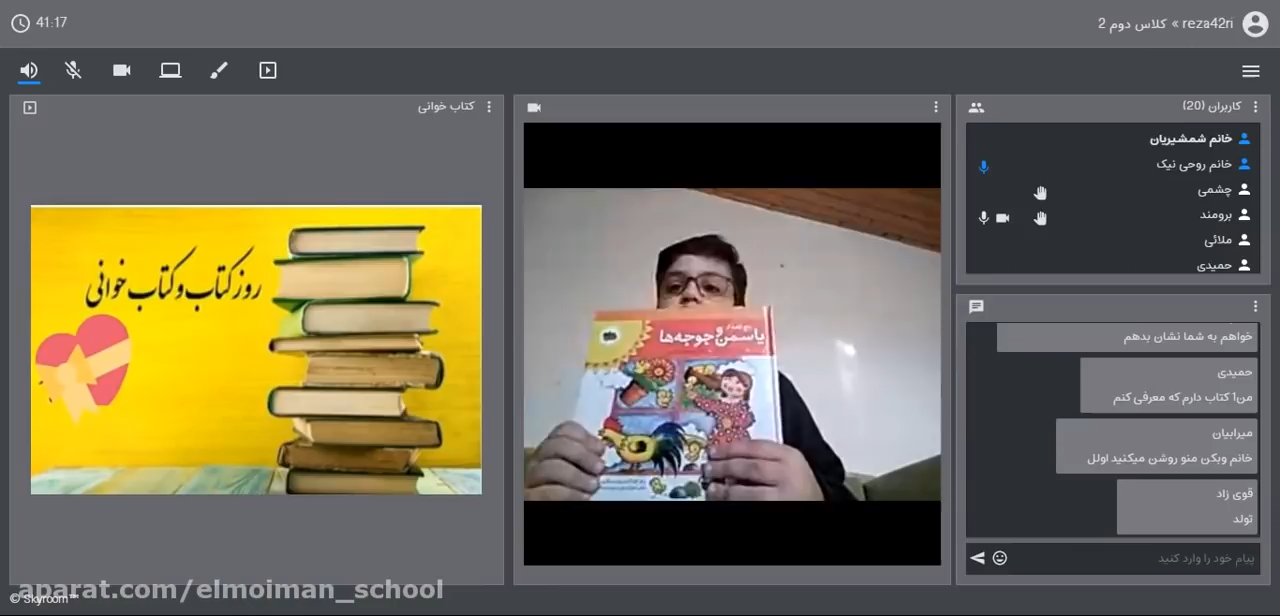 41:17
reza42ri » کلاس دوم 2
کتاب خوانی
روز کتاب و کتاب خوانی
یاسمن و جوجه‌ها
کاربران (20)
خانم شمشیریان
خانم روحی نیک
چشمی
برومند
ملائی
حمیدی
خواهم به شما نشان بدهم
حمیدی
من1 کتاب دارم که معرفی کنم
میرابیان
خانم وبکن منو روشن میکنید اولل
قوی زاد
تولد
پیام خود را وارد کنید
aparat.com/elmoiman_school
© Skyroom™